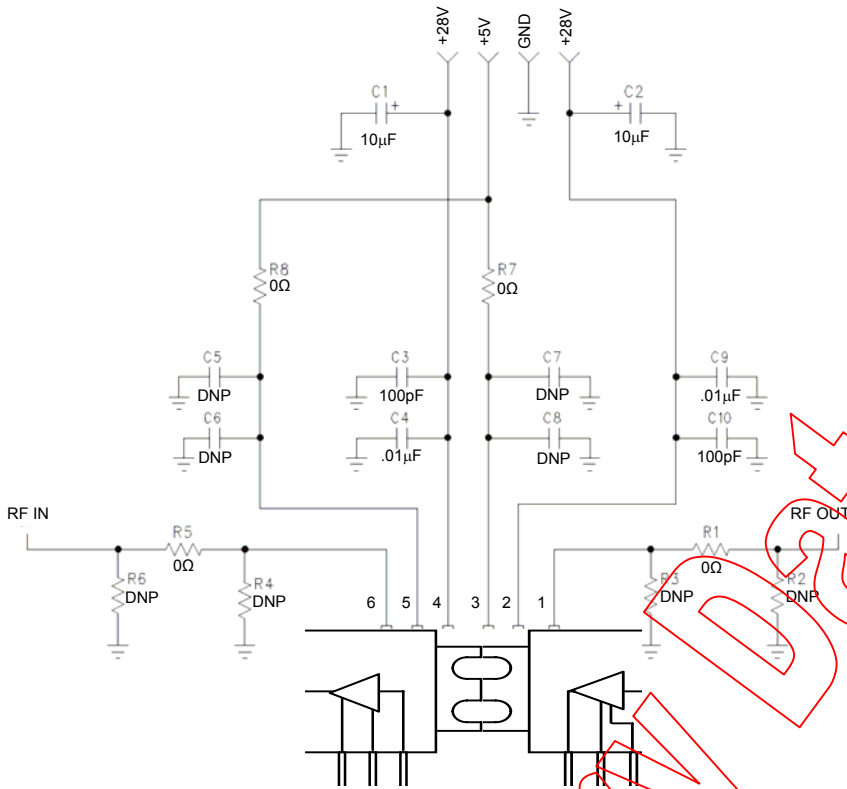 +28V
+5V
GND
+28V
C1
+
10µF
C2
+
10µF
R8
0Ω
R7
0Ω
C5
DNP
C3
100pF
C7
DNP
C9
.01µF
C6
DNP
C4
.01µF
C8
DNP
C10
100pF
RF IN
RF OUT
R5
0Ω
R1
0Ω
R6
DNP
R4
DNP
R3
DNP
R2
DNP
6 5 4 3 2 1